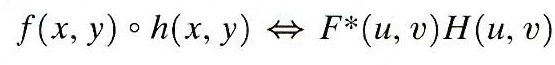 f(x, y) ∘ h(x, y) ⇔ F*(u, v)H(u, v)